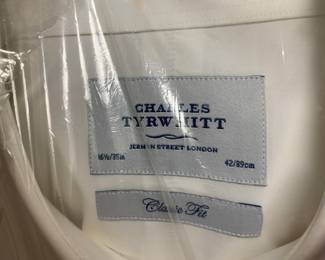 CHARLES
TYRWHITT
JERMYN STREET LONDON
16½/35in 42/89cm
Classic Fit